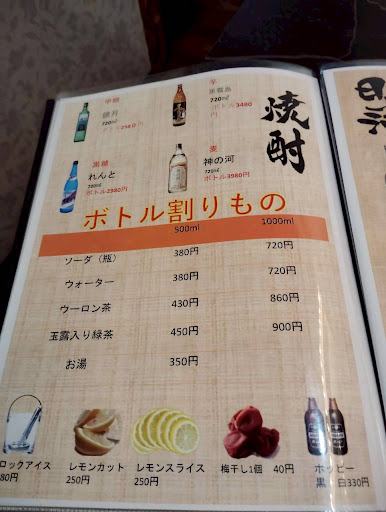 焼酎
甲類
鏡月
720ml
ボトル2580円
芋
黒霧島
720ml
ボトル3480円
黒糖
れんと
720ml
ボトル2980円
麦
神の河
720ml
ボトル3980円
ボトル割りもの
500ml 1000ml
ソーダ（瓶） 380円 720円
ウォーター 380円 720円
ウーロン茶 430円 860円
玉露入り緑茶 450円 900円
お湯 350円
ロックアイス
80円
レモンカット
250円
レモンスライス
250円
梅干し1個 40円
ホッピー
黒・白330円
日